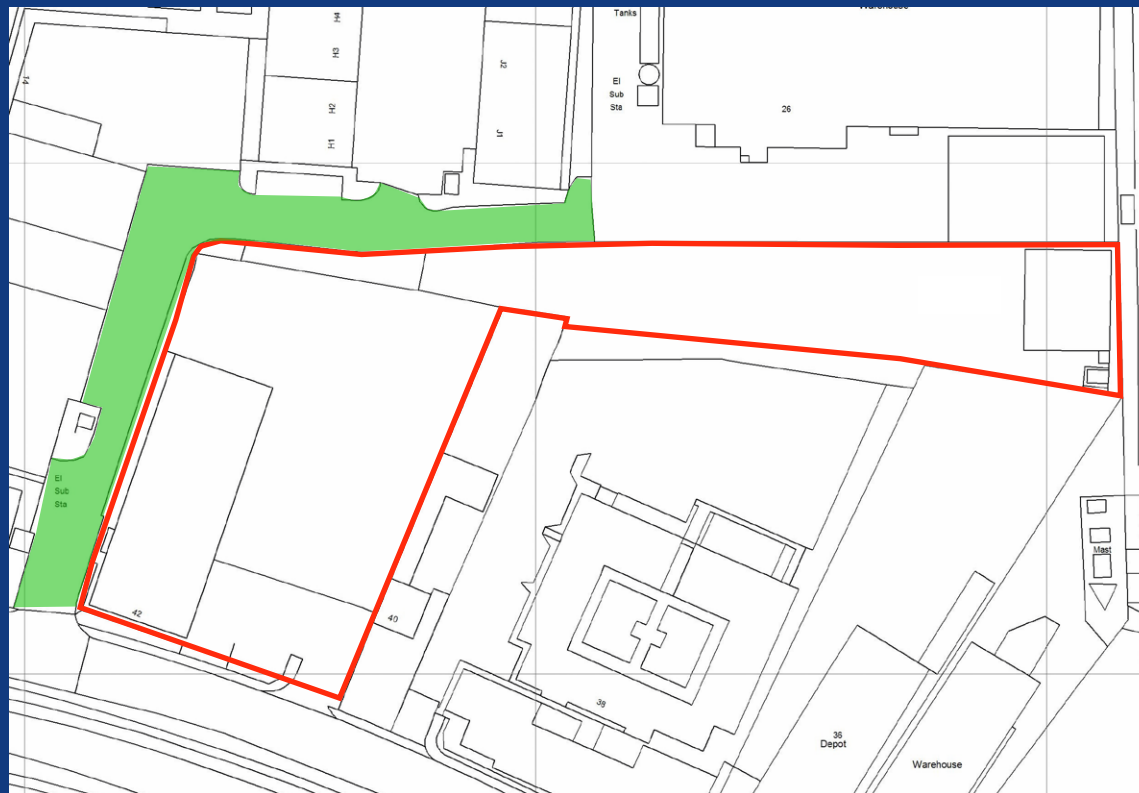 Tanks
Warehouse
H4
H3
J2
14
El
Sub
Sta
26
H2
H1
J1
El
Sub
Sta
Mast
42
40
38
36
Depot
Warehouse